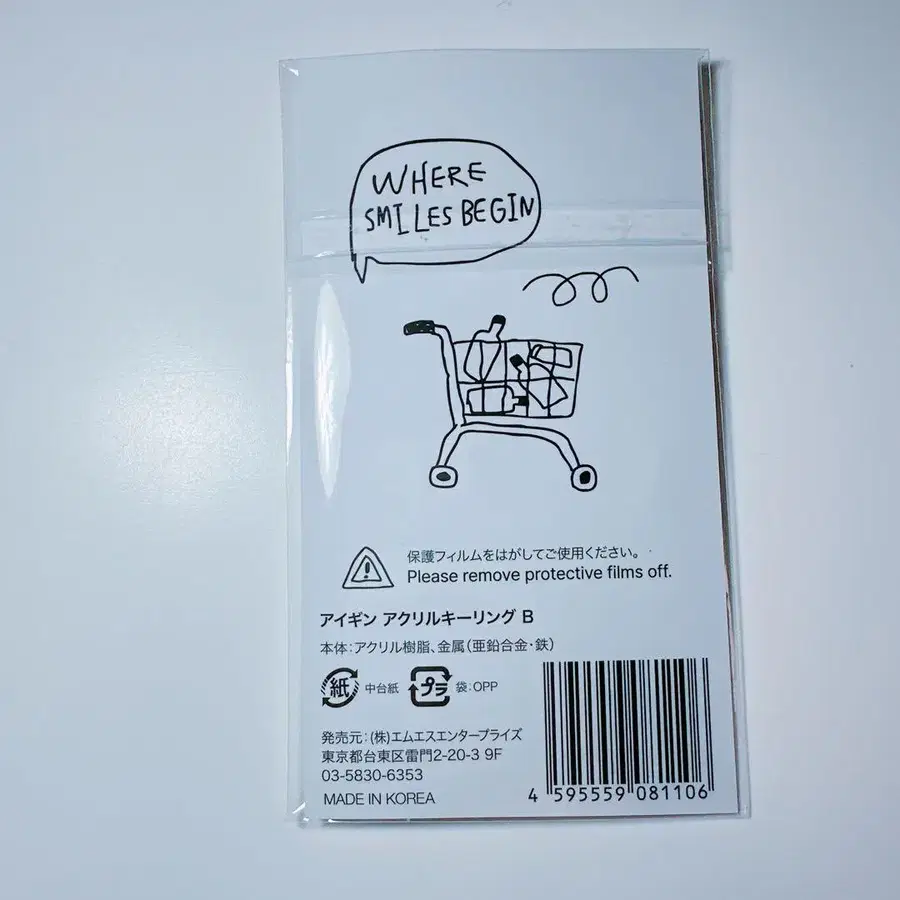 WHERE
SMILES BEGIN
保護フィルムをはがしてご使用ください。
Please remove protective films off.
アイギン アクリルキーリング B
本体:アクリル樹脂、金属(亜鉛合金・鉄)
紙 中台紙 プラ 袋:OPP
発売元:(株)エムエスエンタープライズ
東京都台東区雷門2-20-3 9F
03-5830-6353
MADE IN KOREA
4 595559 081106